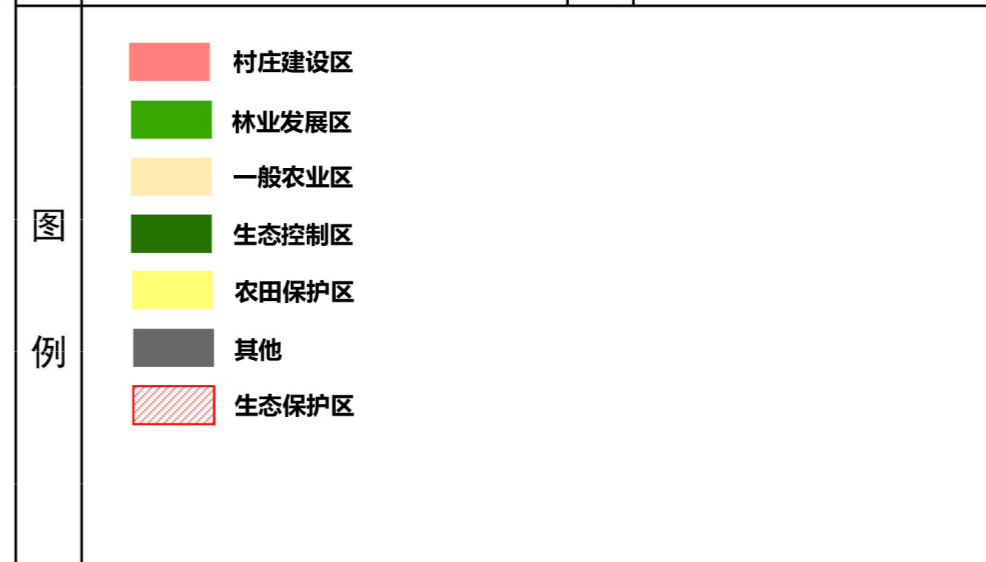 图例
村庄建设区
林业发展区
一般农业区
生态控制区
农田保护区
其他
生态保护区